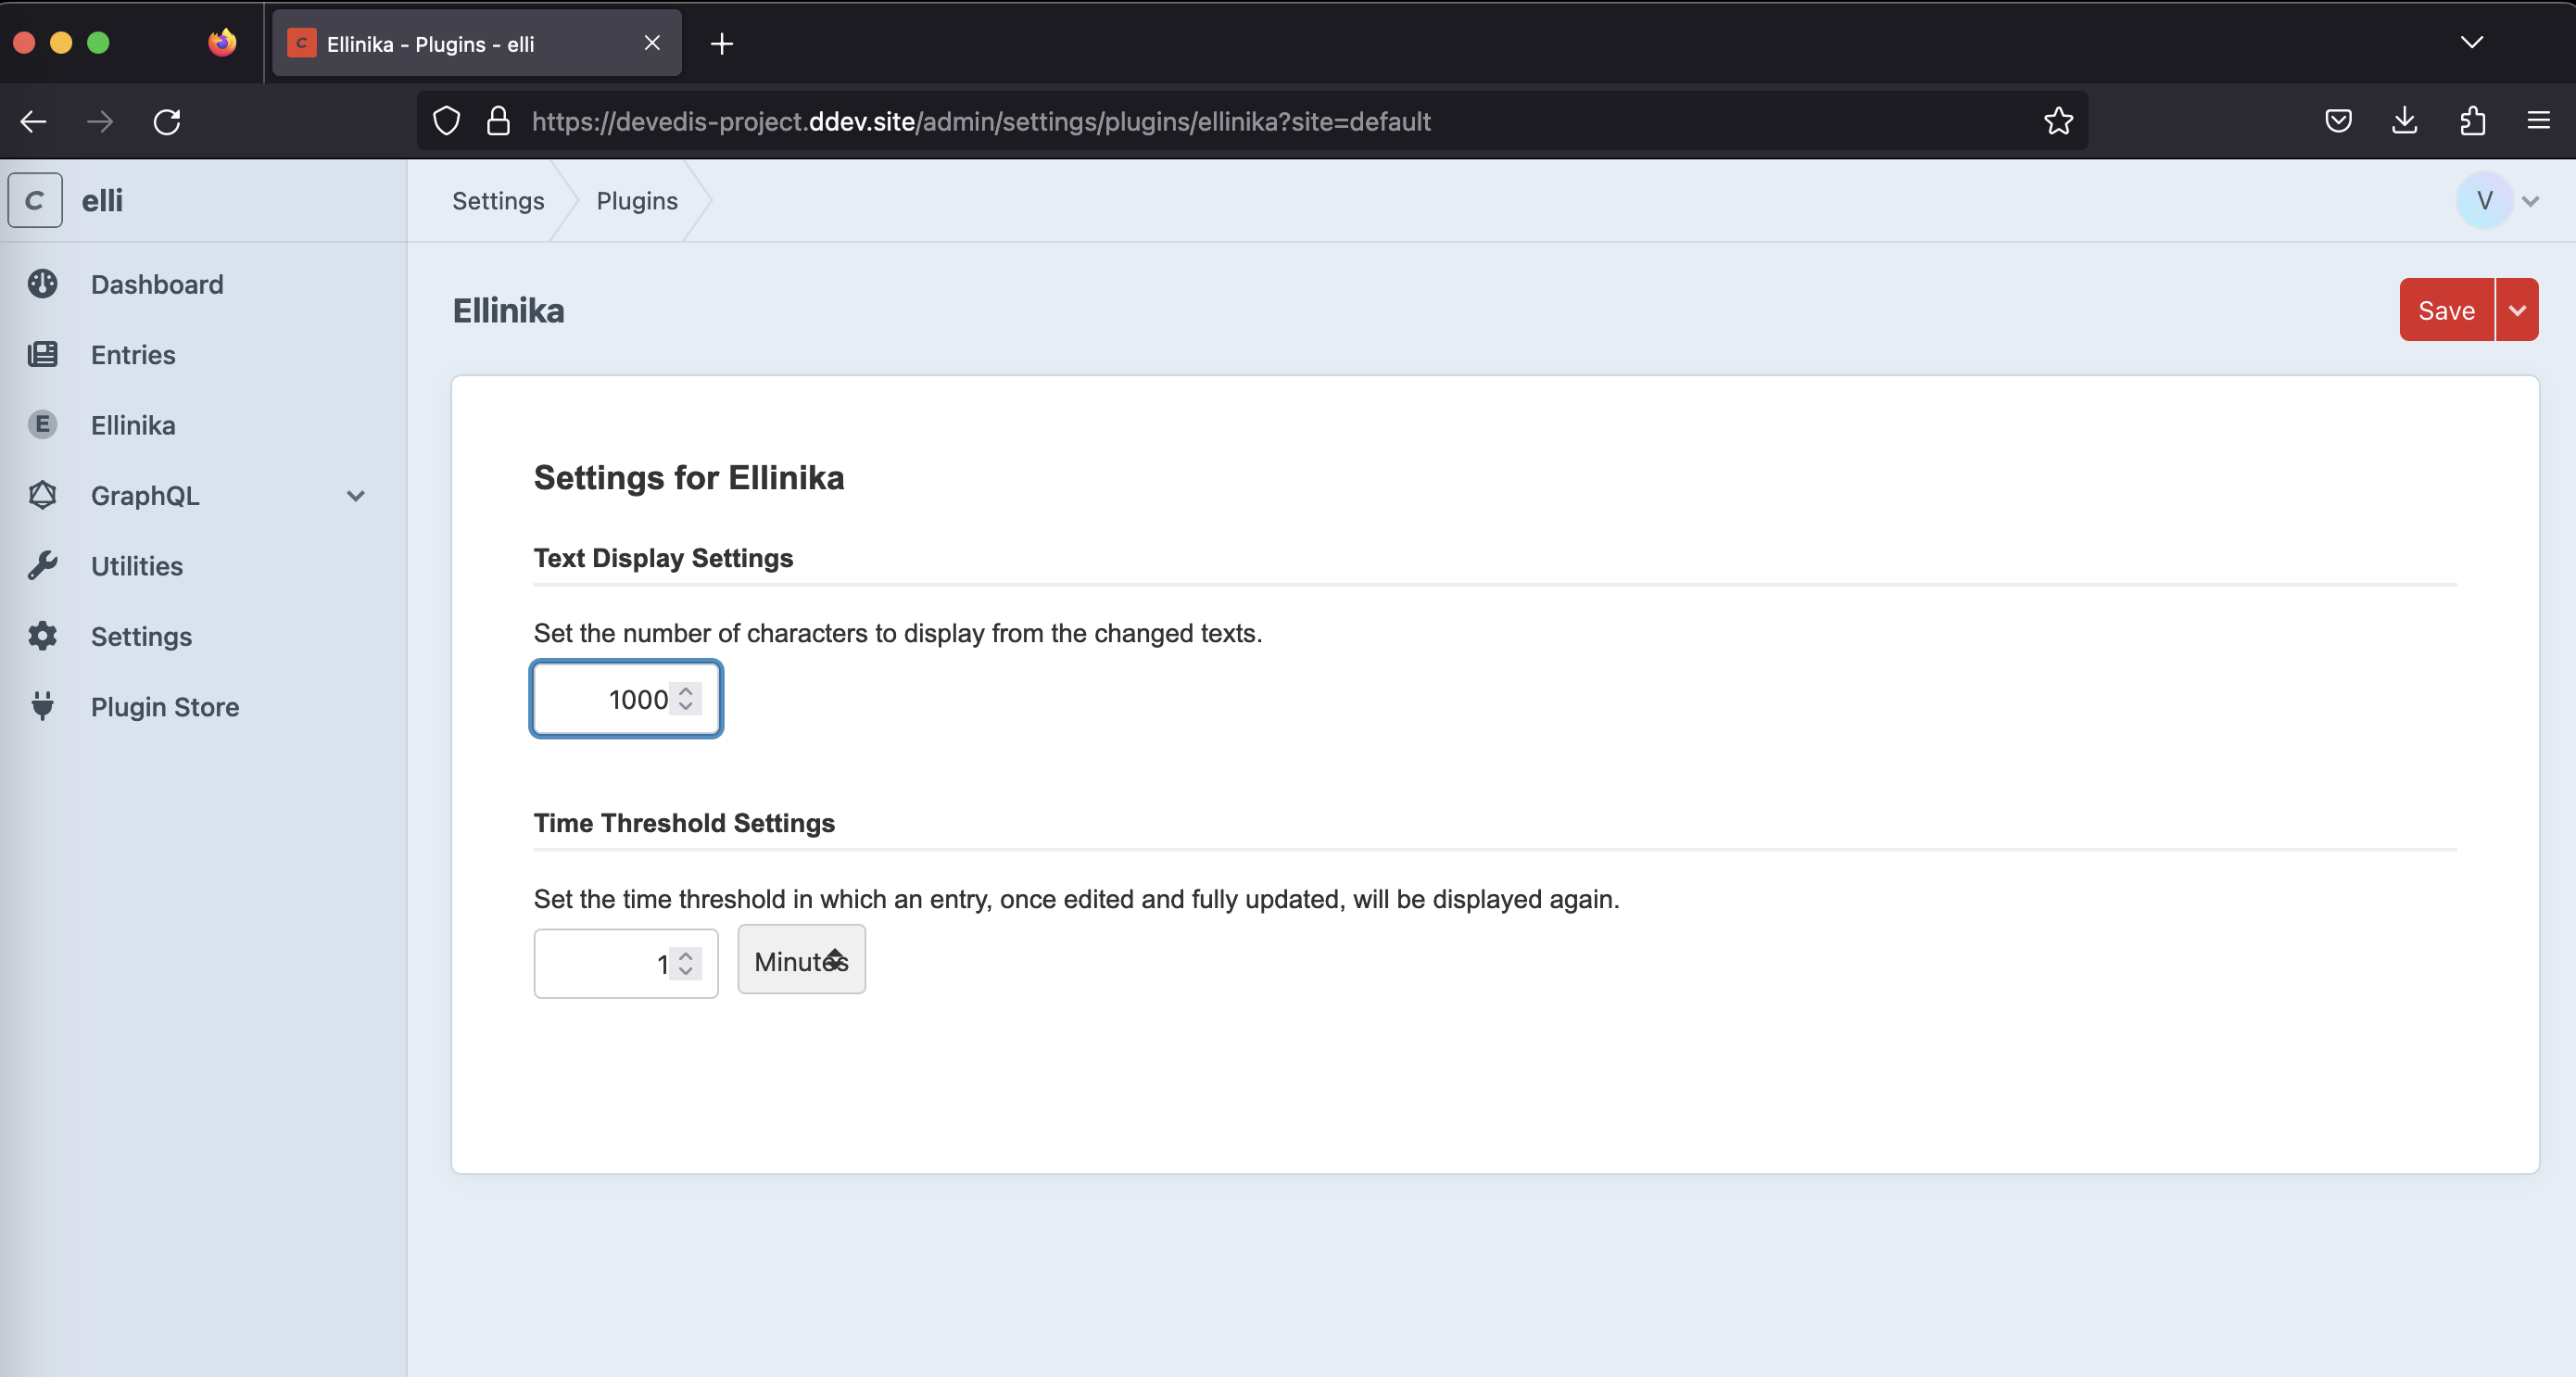 C Ellinika - Plugins - elli
https://devedis-project.ddev.site/admin/settings/plugins/ellinika?site=default
C elli
Settings Plugins
V
Dashboard
Entries
E Ellinika
GraphQL
Utilities
Settings
Plugin Store
Ellinika
Save
Settings for Ellinika
Text Display Settings
Set the number of characters to display from the changed texts.
1000
Time Threshold Settings
Set the time threshold in which an entry, once edited and fully updated, will be displayed again.
1 Minutes